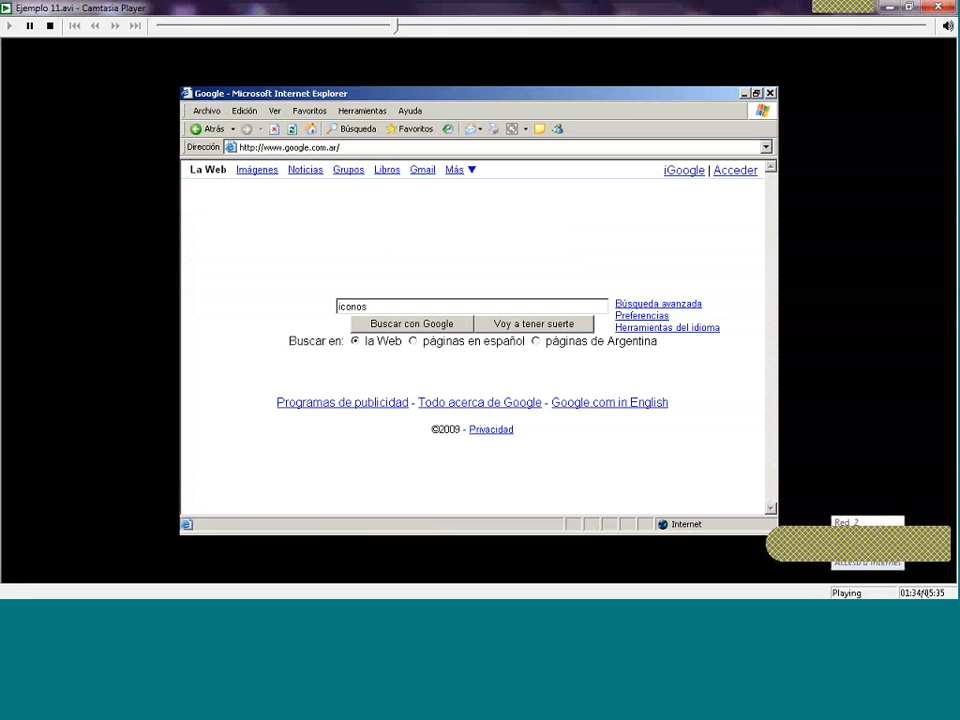 Ejemplo 11.avi - Camtasia Player
Google - Microsoft Internet Explorer
Archivo Edición Ver Favoritos Herramientas Ayuda
Atrás Búsqueda Favoritos
Dirección http://www.google.com.ar/
La Web Imágenes Noticias Grupos Libros Gmail Más ▼ iGoogle | Acceder
iconos
Búsqueda avanzada
Preferencias
Herramientas del idioma
Buscar con Google Voy a tener suerte
Buscar en: la Web páginas en español páginas de Argentina
Programas de publicidad - Todo acerca de Google - Google.com in English
©2009 - Privacidad
Internet
Red 2
Acceso a Internet
Playing 01:34/05:35